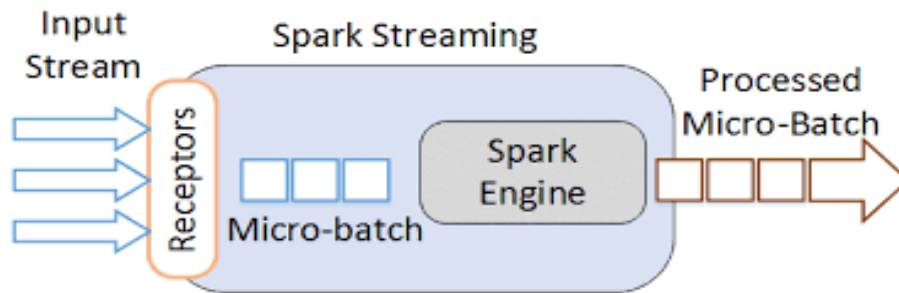 Input
Stream
Spark Streaming
Receptors
Micro-batch
Spark
Engine
Processed
Micro-Batch